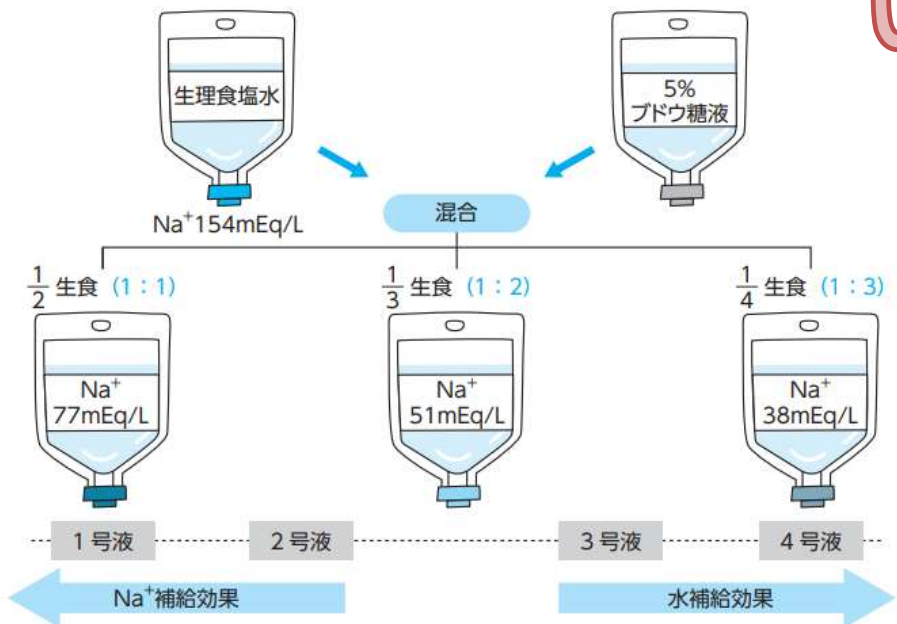 生理食塩水
5%
ブドウ糖液
Na⁺154mEq/L
混合
1/2 生食 (1：1)
1/3 生食 (1：2)
1/4 生食 (1：3)
Na⁺
77mEq/L
Na⁺
51mEq/L
Na⁺
38mEq/L
1号液
2号液
3号液
4号液
Na⁺補給効果
水補給効果